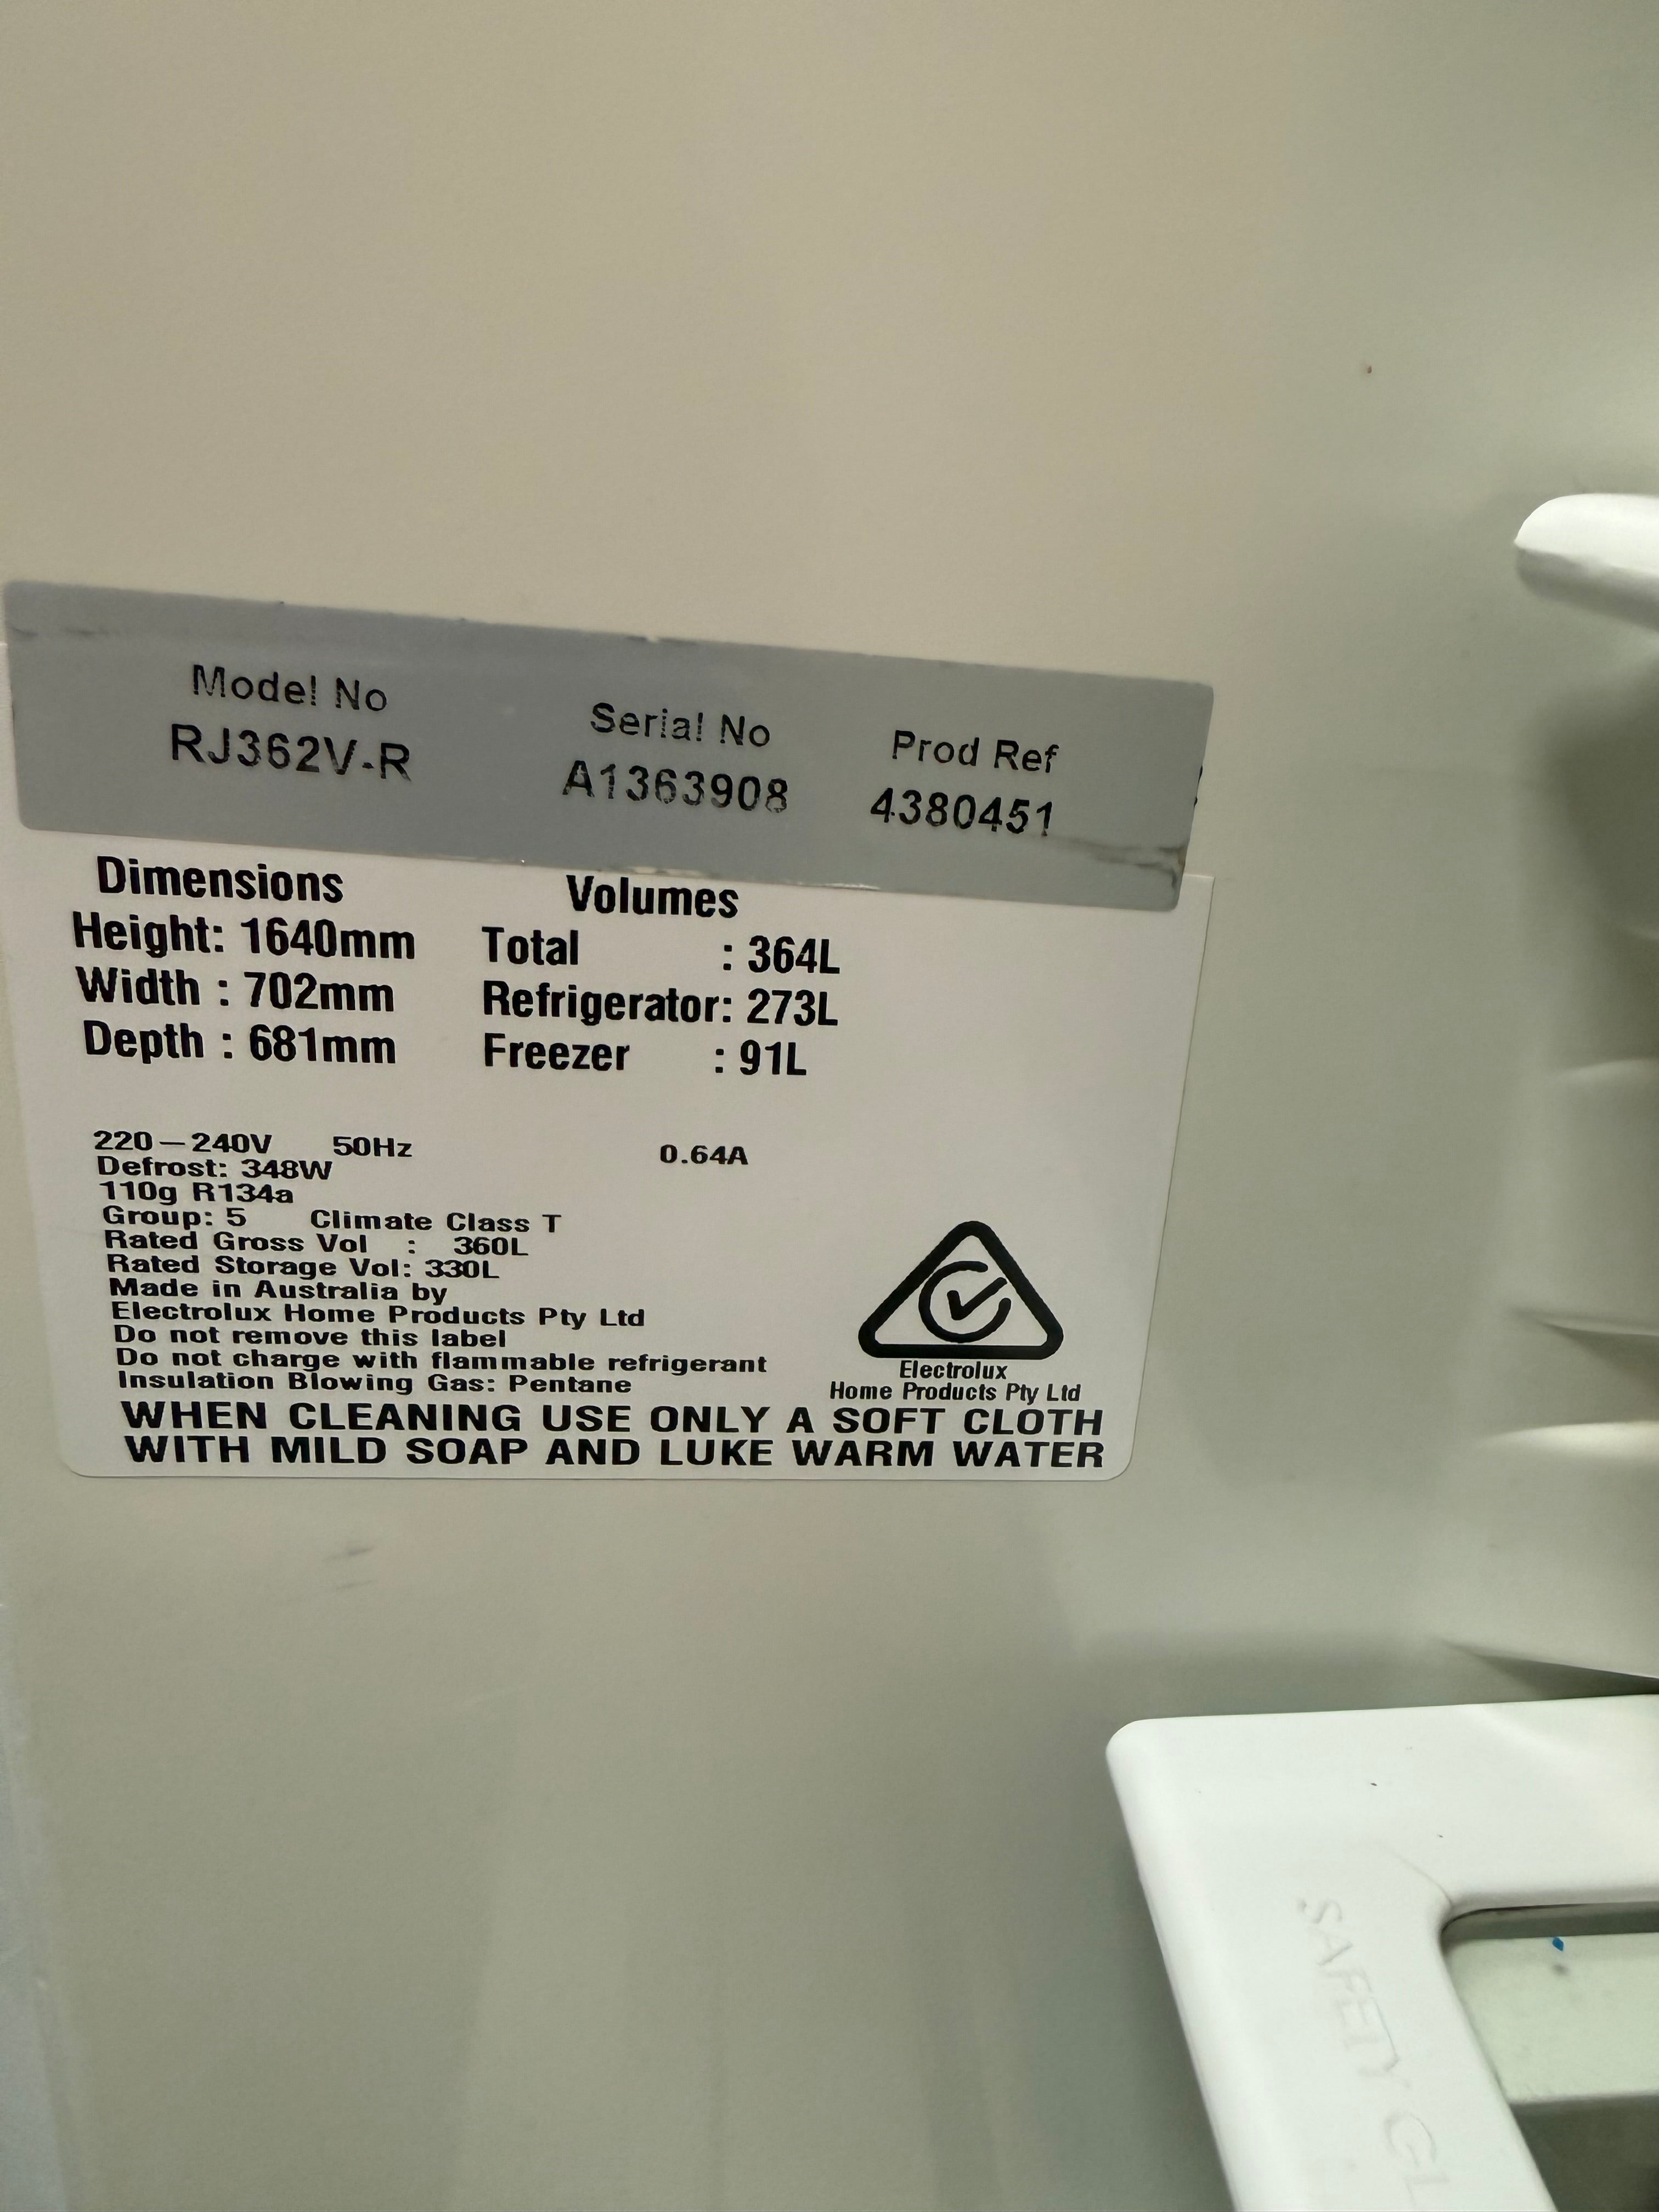 Model No Serial No Prod Ref
RJ362V-R A1363908 4380451
Dimensions Volumes
Height: 1640mm Total : 364L
Width : 702mm Refrigerator: 273L
Depth : 681mm Freezer : 91L
220–240V 50Hz 0.64A
Defrost: 348W
110g R134a
Group: 5 Climate Class T
Rated Gross Vol : 360L
Rated Storage Vol: 330L
Made in Australia by
Electrolux Home Products Pty Ltd
Do not remove this label
Do not charge with flammable refrigerant
Insulation Blowing Gas: Pentane
Electrolux
Home Products Pty Ltd
WHEN CLEANING USE ONLY A SOFT CLOTH
WITH MILD SOAP AND LUKE WARM WATER
SAFETY GL